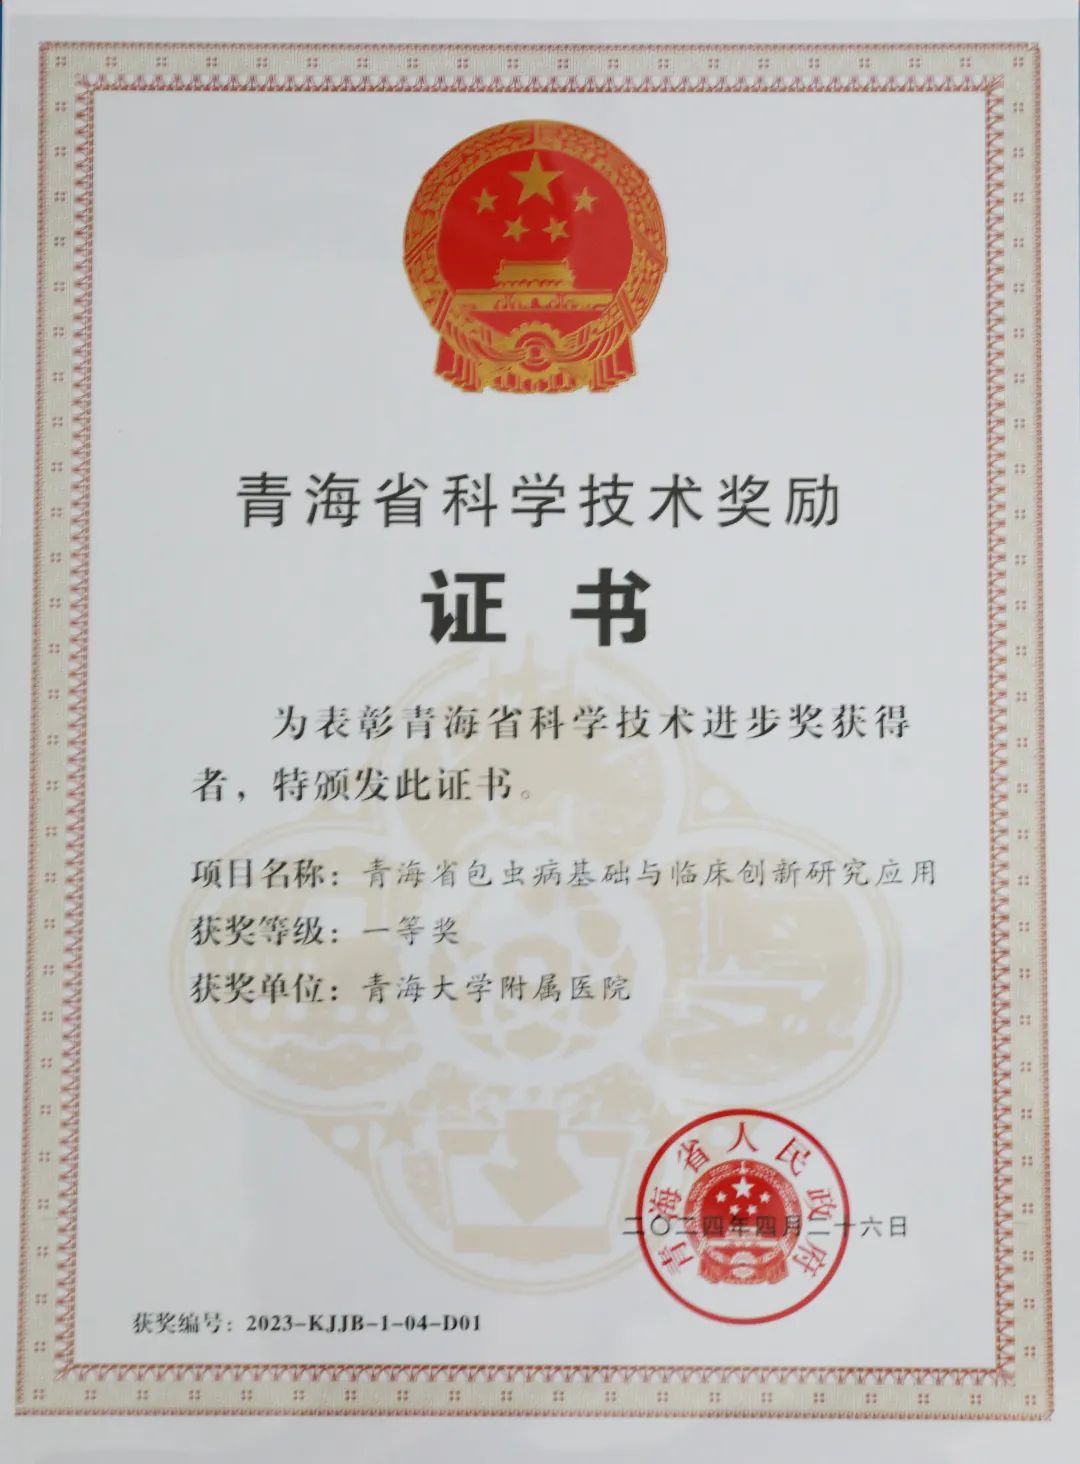 青海省科学技术奖励
证书
为表彰青海省科学技术进步奖获得
者，特颁发此证书。
项目名称：青海省包虫病基础与临床创新研究应用
获奖等级：一等奖
获奖单位：青海大学附属医院
青海省人民政府
二〇二四年四月二十六日
获奖编号：2023-KJJB-1-04-D01